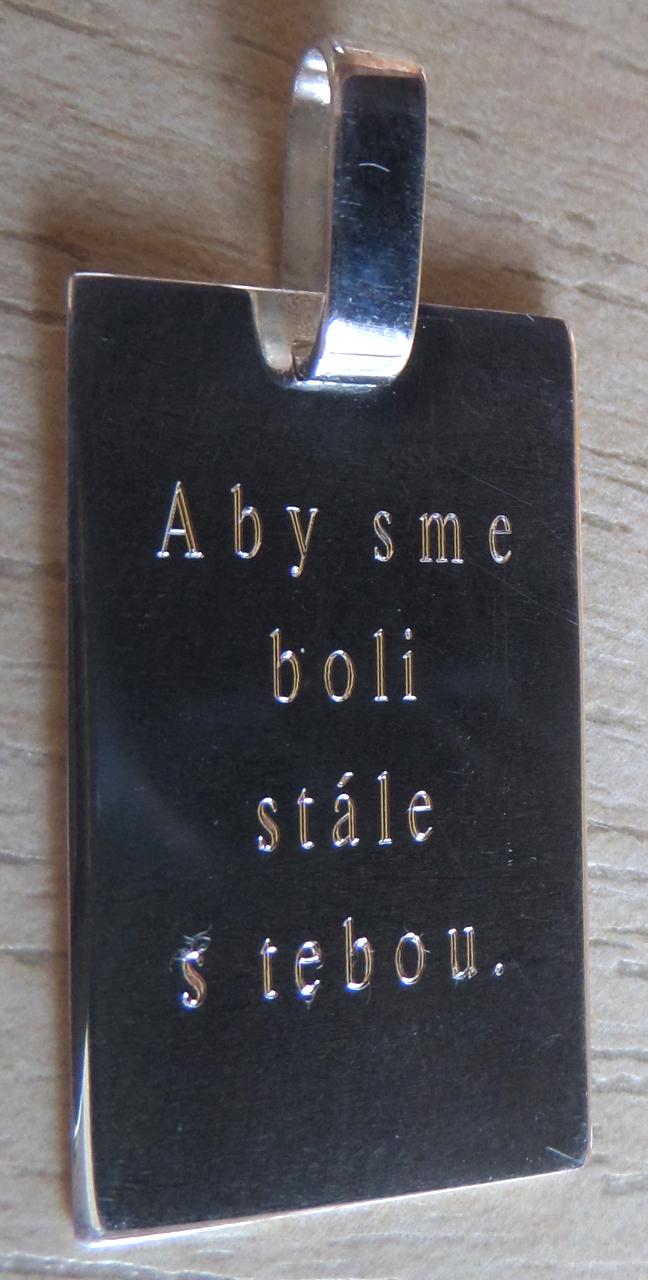 Aby sme
boli
stále
s tebou.